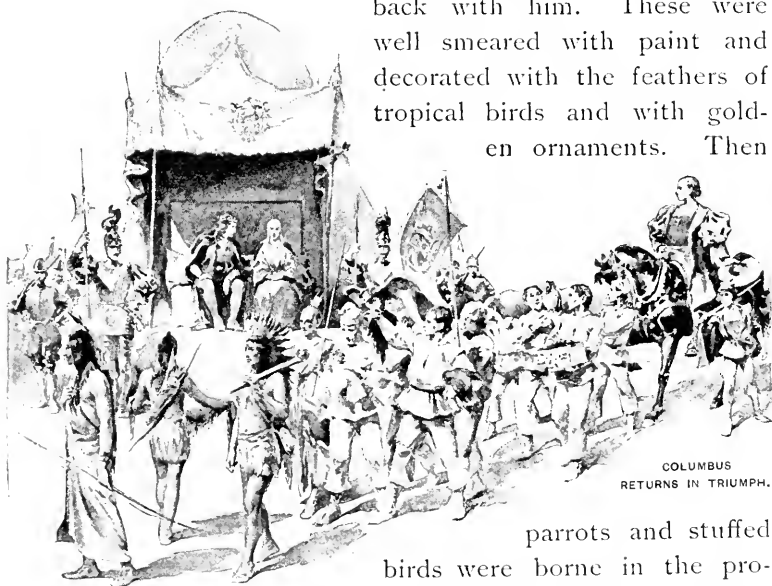 back with him. These were
well smeared with paint and
decorated with the feathers of
tropical birds and with gold-
en ornaments. Then
COLUMBUS
RETURNS IN TRIUMPH.
parrots and stuffed
birds were borne in the pro-